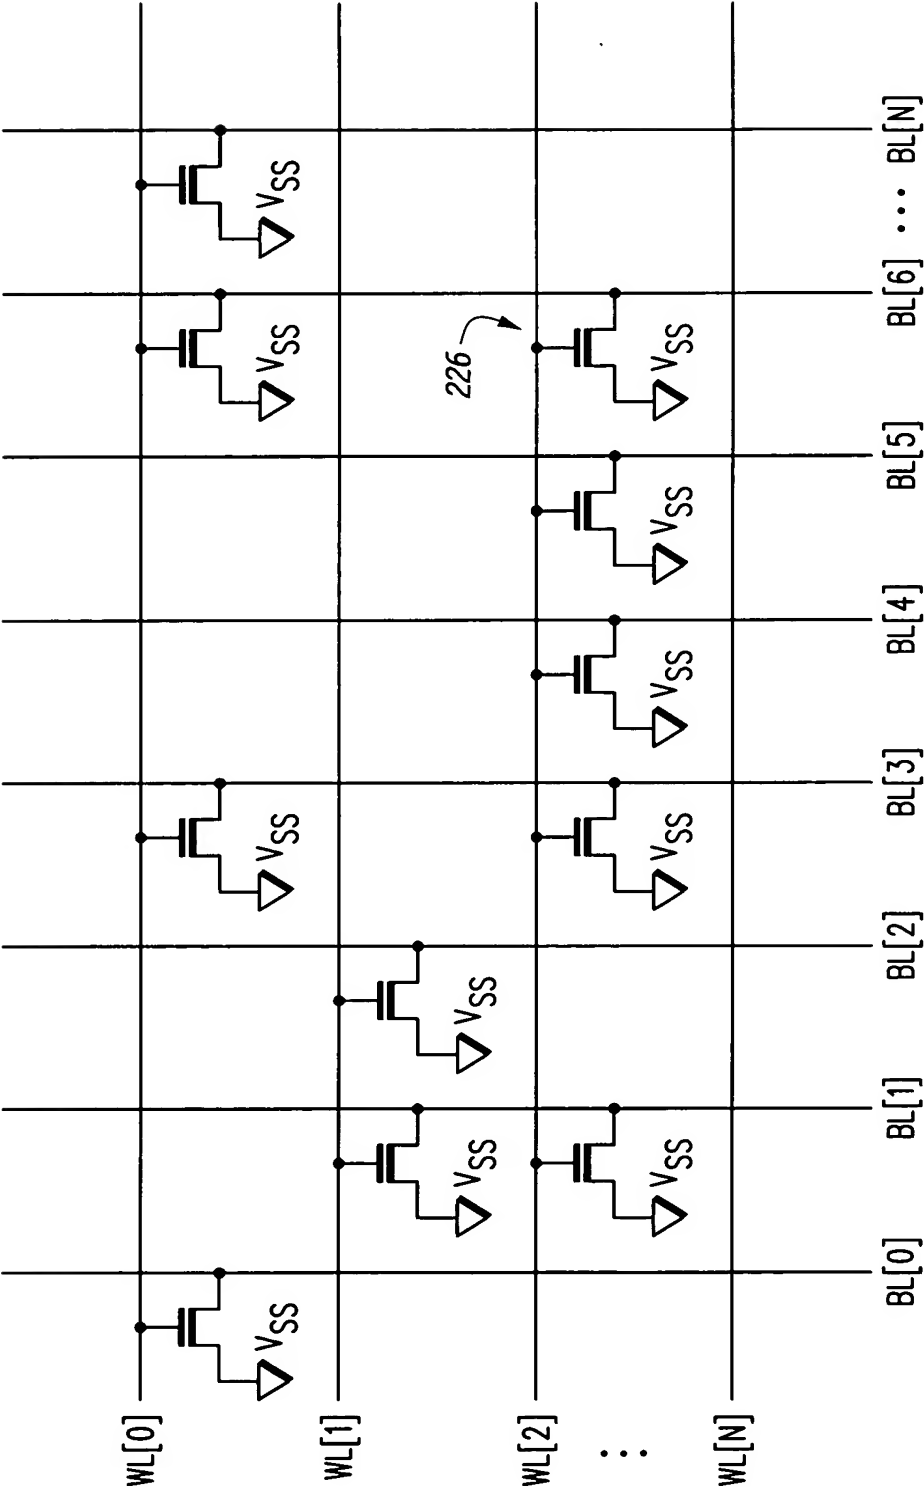 WL[0]
VSS VSS VSS VSS
WL[1]
VSS VSS 226
WL[2]
VSS VSS VSS VSS VSS
...
WL[N]
BL[0] BL[1] BL[2] BL[3] BL[4] BL[5] BL[6] ... BL[N]